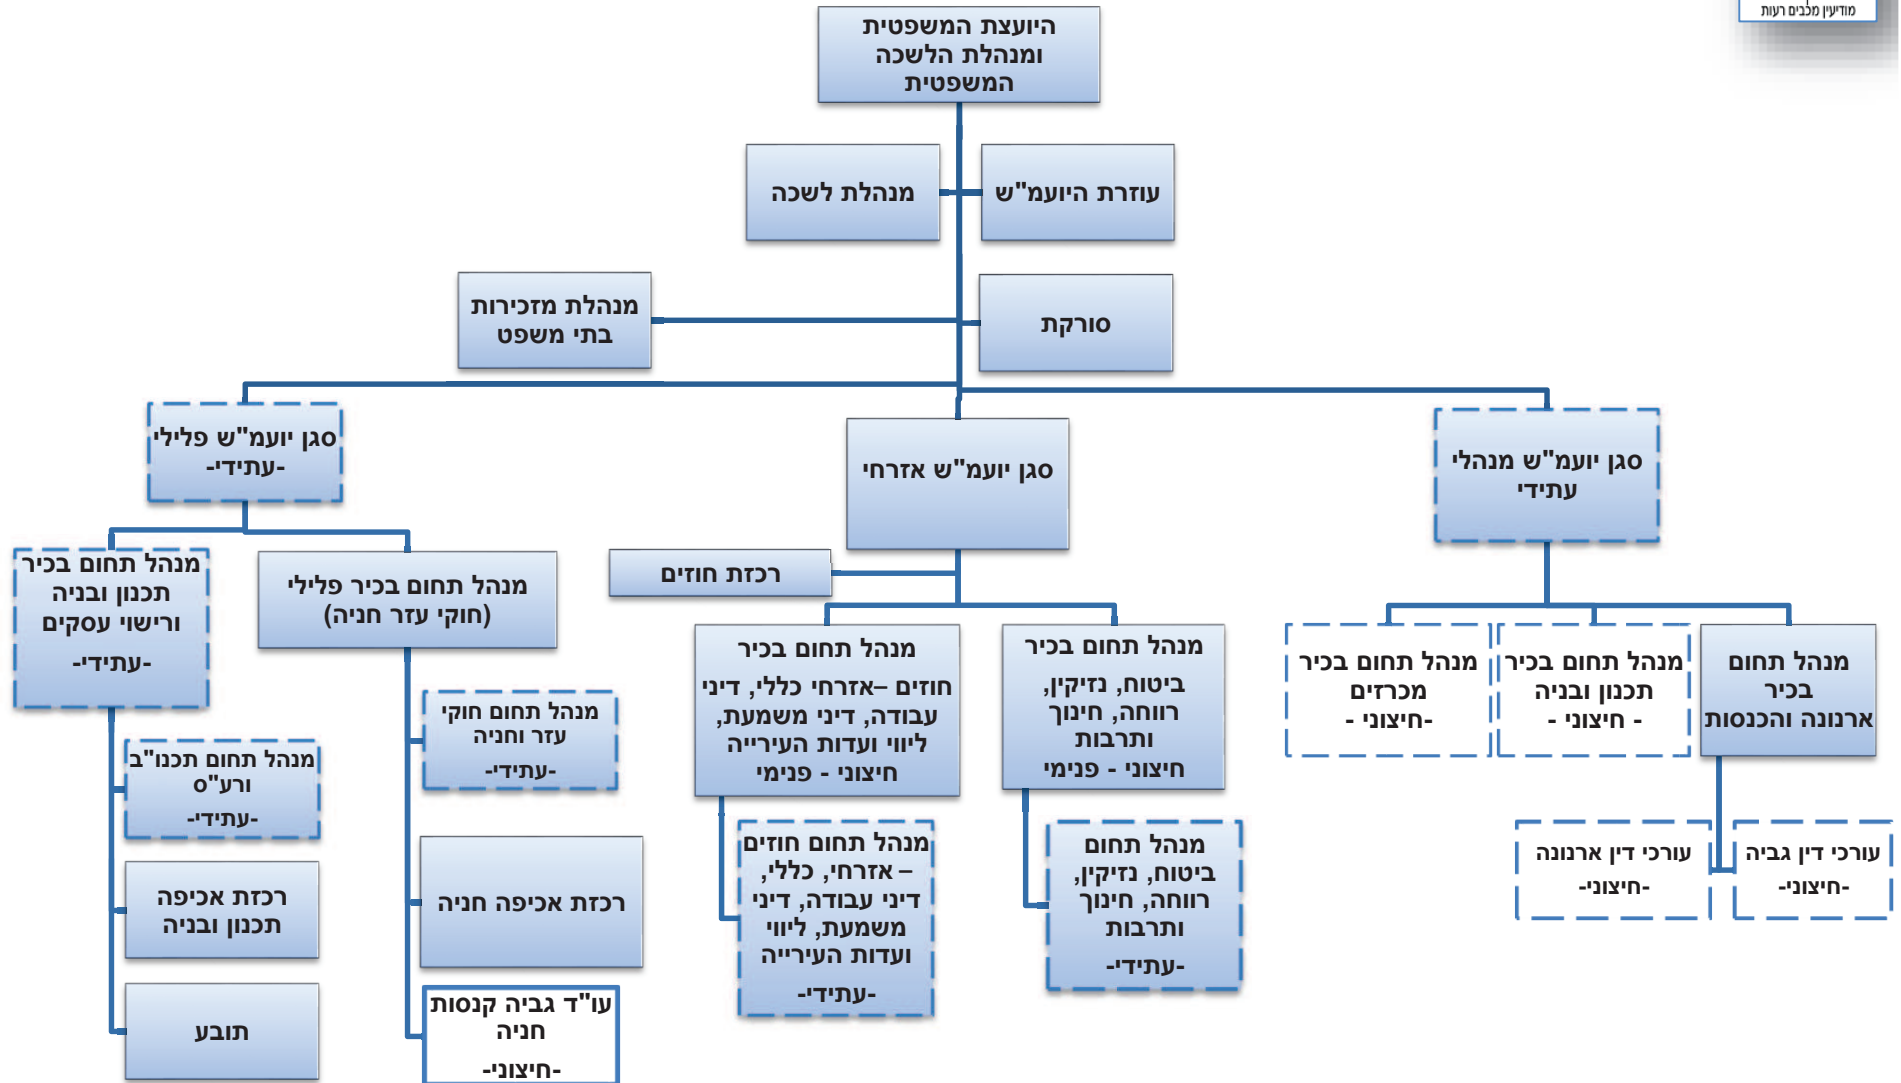 מודיעין מכבים רעות
היועצת המשפטית
ומנהלת הלשכה
המשפטית
עוזרת היועמ"ש
מנהלת לשכה
סורקת
מנהלת מזכירות
בתי משפט
סגן יועמ"ש מנהלי
עתידי
סגן יועמ"ש אזרחי
סגן יועמ"ש פלילי
-עתידי-
מנהל תחום
בכיר
ארנונה והכנסות
מנהל תחום בכיר
תכנון ובניה
- חיצוני -
מנהל תחום בכיר
מכרזים
-חיצוני -
עורכי דין גביה
-חיצוני-
עורכי דין ארנונה
-חיצוני-
רכזת חוזים
מנהל תחום בכיר
ביטוח, נזיקין,
רווחה, חינוך
ותרבות
חיצוני - פנימי
מנהל תחום
ביטוח, נזיקין,
רווחה, חינוך
ותרבות
-עתידי-
מנהל תחום בכיר
חוזים –אזרחי כללי, דיני
עבודה, דיני משמעת,
ליווי ועדות העירייה
חיצוני - פנימי
מנהל תחום חוזים
– אזרחי, כללי,
דיני עבודה, דיני
משמעת, ליווי
ועדות העירייה
-עתידי-
מנהל תחום בכיר פלילי
(חוקי עזר חניה)
מנהל תחום חוקי
עזר וחניה
-עתידי-
רכזת אכיפה חניה
עו"ד גביה קנסות
חניה
-חיצוני-
מנהל תחום בכיר
תכנון ובניה
ורישוי עסקים
-עתידי-
מנהל תחום תכנו"ב
ורע"ס
-עתידי-
רכזת אכיפה
תכנון ובניה
תובע